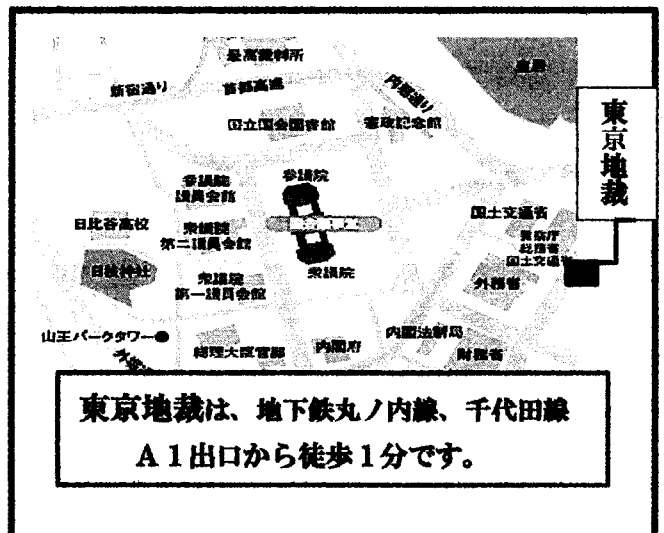 最高裁判所
皇居
新宿通り
首都高速
内堀通り
国立国会図書館
憲政記念館
東京地裁
参議院
議員会館
参議院
日比谷高校
衆議院
第二議員会館
国土交通省
警察庁
総務省
国土交通省
日枝神社
衆議院
第一議員会館
衆議院
外務省
山王パークタワー
総理大臣官邸
内閣府
内閣法制局
財務省
東京地裁は、地下鉄丸ノ内線、千代田線
A1出口から徒歩1分です。